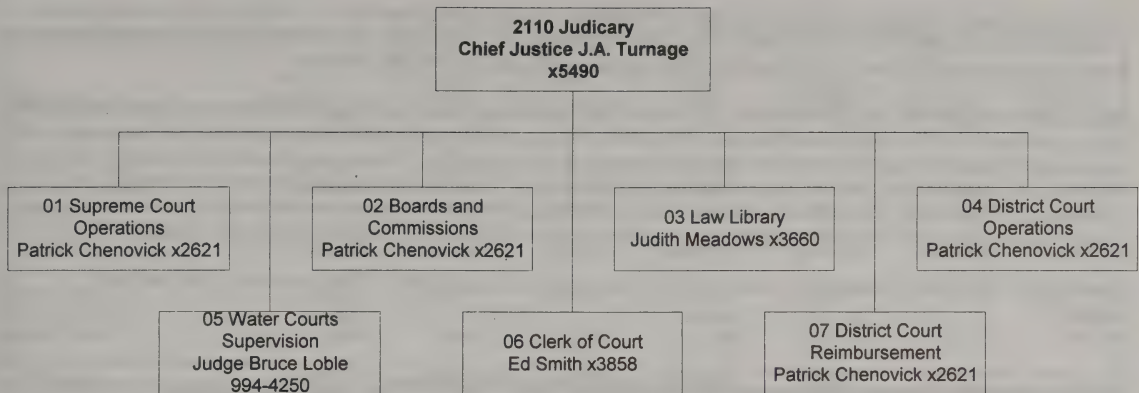 2110 Judicary
Chief Justice J.A. Turnage
x5490
01 Supreme Court
Operations
Patrick Chenovick x2621
02 Boards and
Commissions
Patrick Chenovick x2621
03 Law Library
Judith Meadows x3660
04 District Court
Operations
Patrick Chenovick x2621
05 Water Courts
Supervision
Judge Bruce Loble
994-4250
06 Clerk of Court
Ed Smith x3858
07 District Court
Reimbursement
Patrick Chenovick x2621